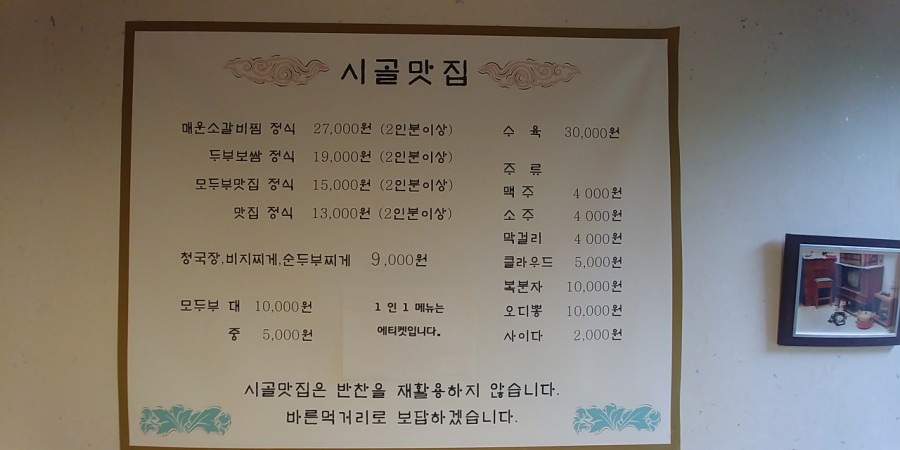 시골맛집
매운소갈비찜 정식 27,000원 (2인분이상)
두부보쌈 정식 19,000원 (2인분이상)
모두부맛집 정식 15,000원 (2인분이상)
맛집 정식 13,000원 (2인분이상)
청국장.비지찌게.순두부찌게 9,000원
모두부 대 10,000원
중 5,000원
1 인 1 메뉴는
에티켓입니다.
수 육 30,000원
주 류
맥 주 4 000원
소 주 4 000원
막걸리 4 000원
클라우드 5,000원
복분자 10,000원
오디뽕 10,000원
사이다 2,000원
시골맛집은 반찬을 재활용하지 않습니다.
바른먹거리로 보답하겠습니다.